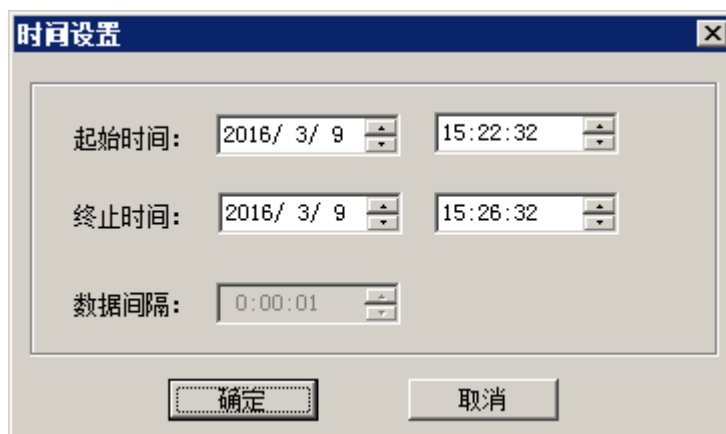 时间设置
起始时间: 2016/ 3/ 9 15:22:32
终止时间: 2016/ 3/ 9 15:26:32
数据间隔: 0:00:01
确定 取消